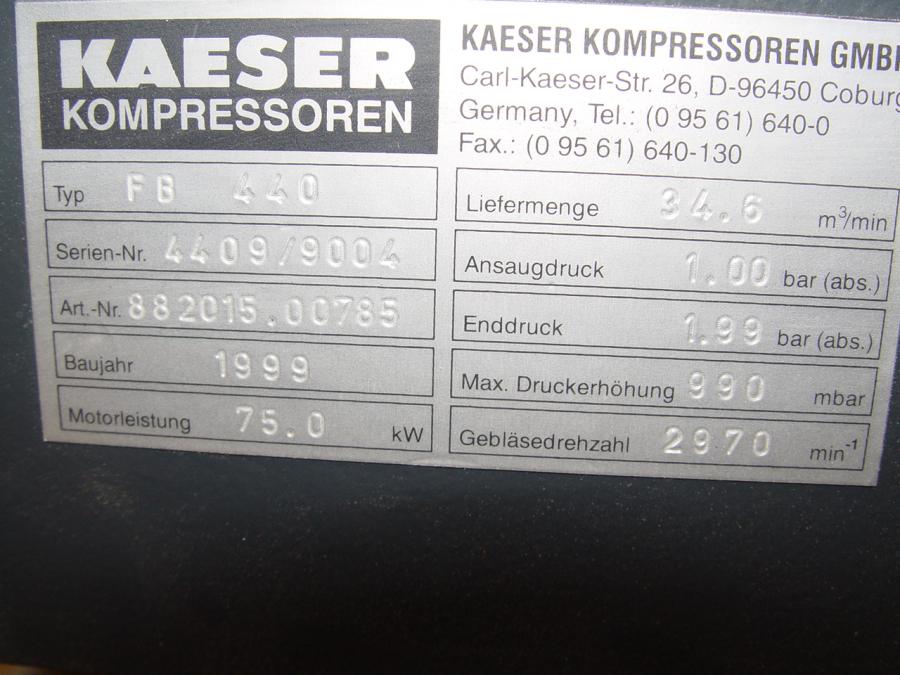 KAESER
KOMPRESSOREN
KAESER KOMPRESSOREN GMBH
Carl-Kaeser-Str. 26, D-96450 Coburg
Germany, Tel.: (0 95 61) 640-0
Fax.: (0 95 61) 640-130
Typ FB 440
Serien-Nr. 4409/9004
Art.-Nr. 882015.00785
Baujahr 1999
Motorleistung 75.0 kW
Liefermenge 34.6 m³/min
Ansaugdruck 1.00 bar (abs.)
Enddruck 1.99 bar (abs.)
Max. Druckerhöhung 990 mbar
Gebläsedrehzahl 2970 min⁻¹